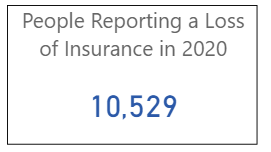 People Reporting a Loss
of Insurance in 2020
10,529